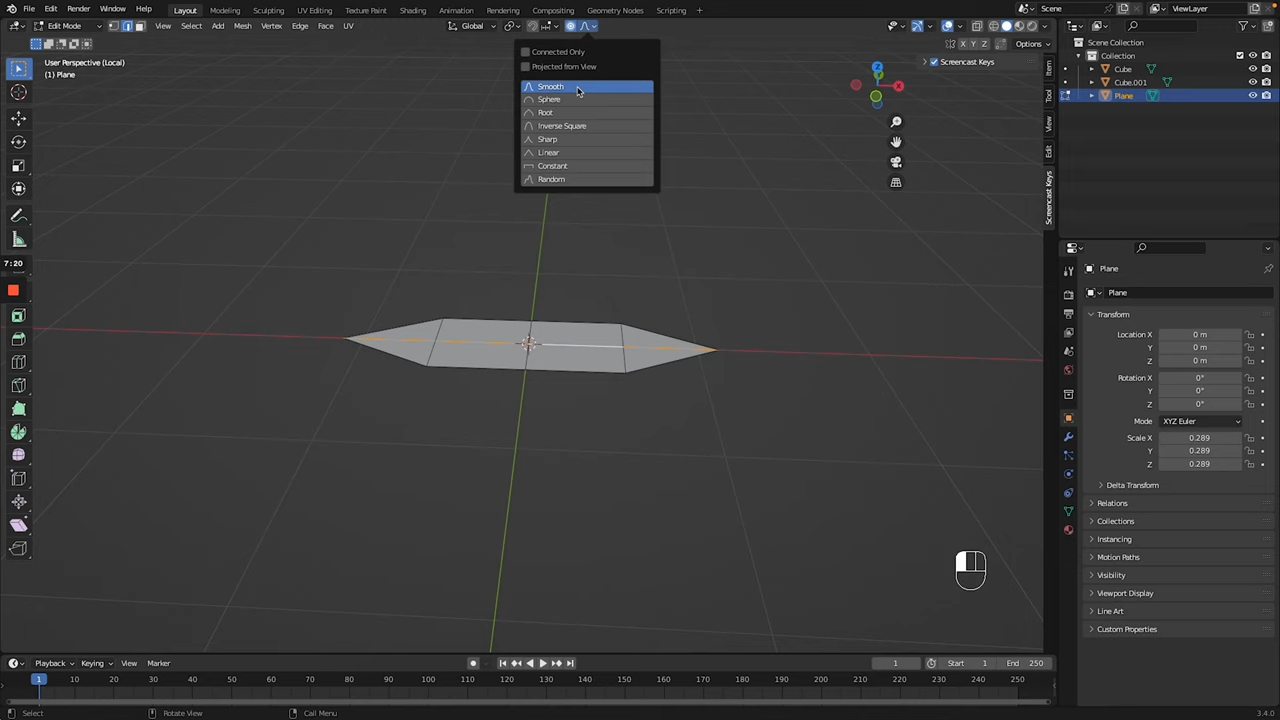 File Edit Render Window Help Layout Modeling Sculpting UV Editing Texture Paint Shading Animation Rendering Compositing Geometry Nodes Scripting Scene ViewLayer
Edit Mode View Select Add Mesh Vertex Edge Face UV Global
X Y Z Options
User Perspective (Local)
(1) Plane
Connected Only
Projected from View
Smooth
Sphere
Root
Inverse Square
Sharp
Linear
Constant
Random
Screencast Keys
Z
X
Item
Tool
View
Edit
Screencast Keys
7:20
Scene Collection
Collection
Cube
Cube.001
Plane
Plane
Plane
Transform
Location X 0 m
Y 0 m
Z 0 m
Rotation X 0°
Y 0°
Z 0°
Mode XYZ Euler
Scale X 0.289
Y 0.289
Z 0.289
Delta Transform
Relations
Collections
Instancing
Motion Paths
Visibility
Viewport Display
Line Art
Custom Properties
Playback Keying View Marker 1 Start 1 End 250
1 10 20 30 40 50 60 70 80 90 100 110 120 130 140 150 160 170 180 190 200 210 220 230 240 250
Select Rotate View Call Menu 3.4.0